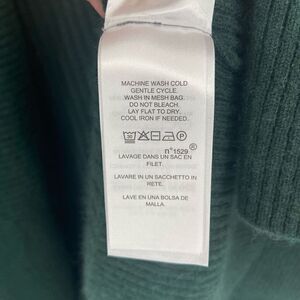 MACHINE WASH COLD
GENTLE CYCLE.
WASH IN MESH BAG.
DO NOT BLEACH.
LAY FLAT TO DRY.
COOL IRON IF NEEDED.
30 P
n°1529 ®
LAVAGE DANS UN SAC EN
FILET.
LAVARE IN UN SACCHETTO IN
RETE.
LAVE EN UNA BOLSA DE
MALLA.